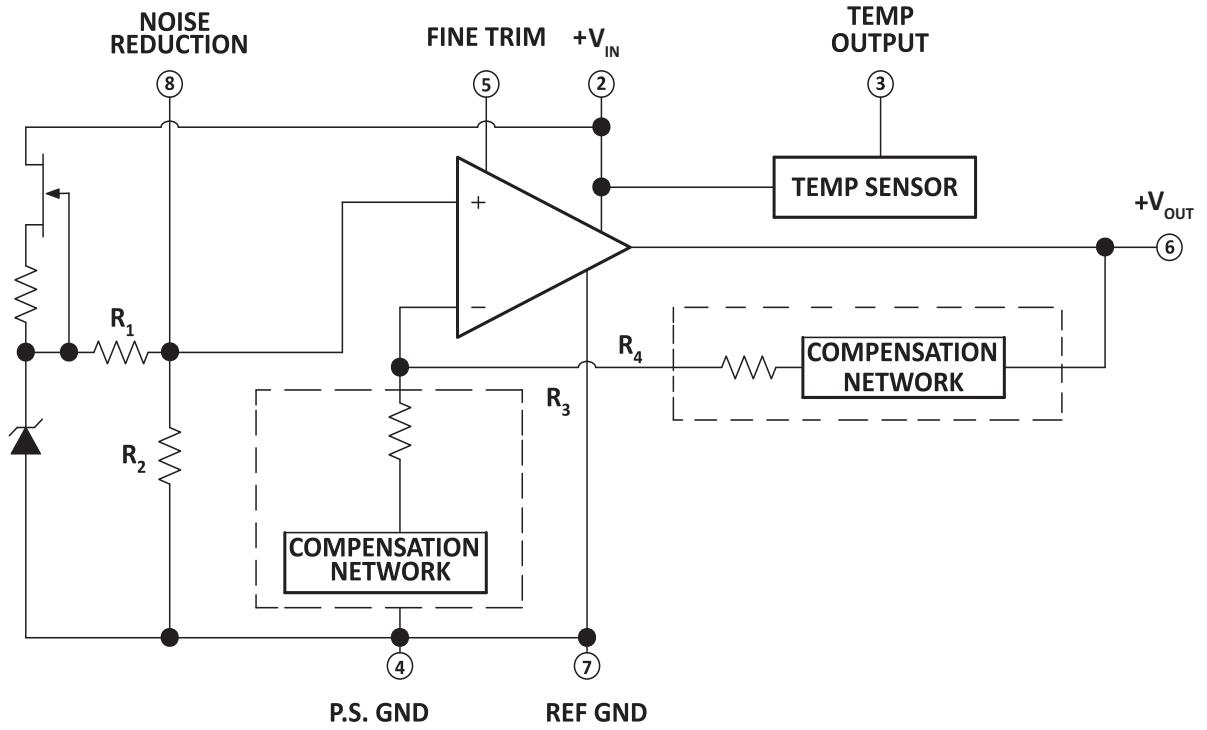 NOISE
REDUCTION
FINE TRIM
+VIN
TEMP
OUTPUT
8
5
2
3
+
TEMP SENSOR
+VOUT
6
−
R1
R4
COMPENSATION
NETWORK
R3
R2
COMPENSATION
NETWORK
4
7
P.S. GND
REF GND